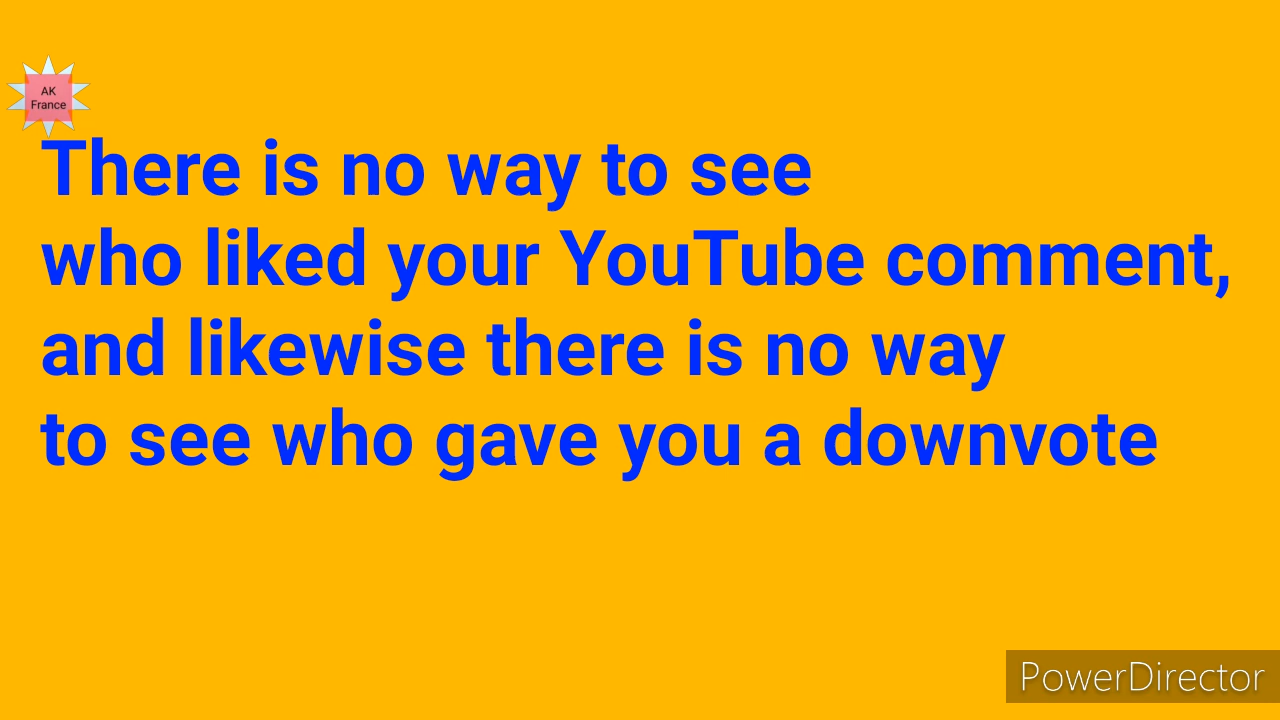 AK
France
There is no way to see
who liked your YouTube comment,
and likewise there is no way
to see who gave you a downvote
PowerDirector